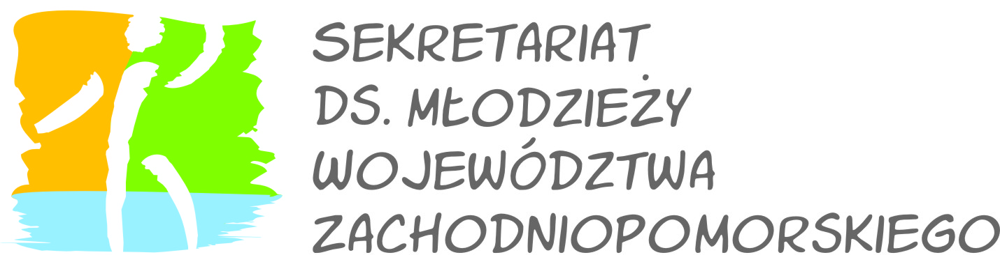 SEKRETARIAT
DS. MŁODZIEŻY
WOJEWÓDZTWA
ZACHODNIOPOMORSKIEGO